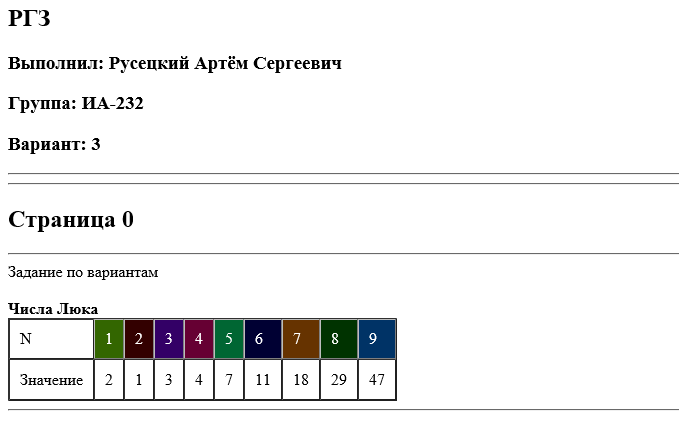 РГЗ
Выполнил: Русецкий Артём Сергеевич
Группа: ИА-232
Вариант: 3
Страница 0
Задание по вариантам
Числа Люка
N 1 2 3 4 5 6 7 8 9
Значение 2 1 3 4 7 11 18 29 47